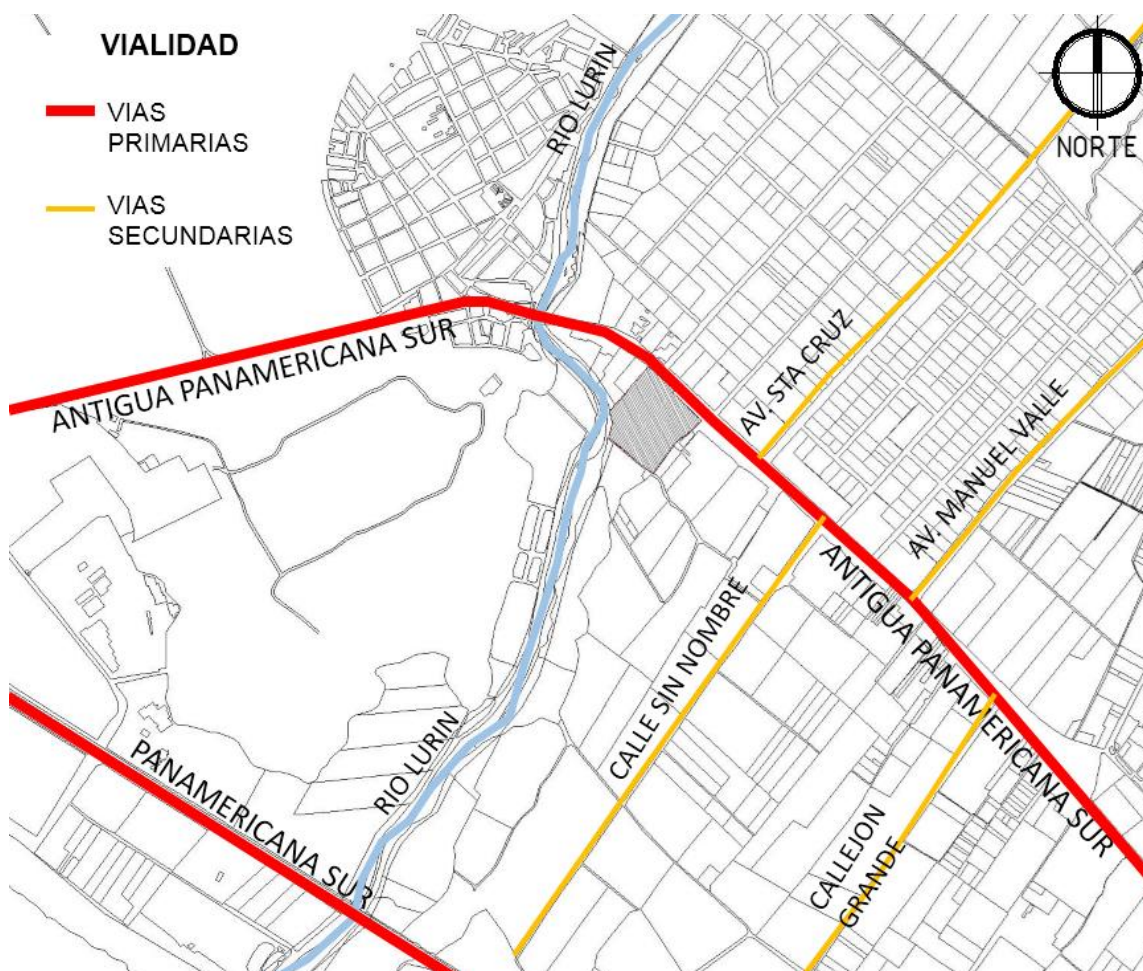 VIALIDAD
VIAS
PRIMARIAS
VIAS
SECUNDARIAS
NORTE
RIO LURIN
ANTIGUA PANAMERICANA SUR
AV. STA CRUZ
AV. MANUEL VALLE
ANTIGUA PANAMERICANA SUR
CALLE SIN NOMBRE
RIO LURIN
PANAMERICANA SUR
CALLEJON
GRANDE